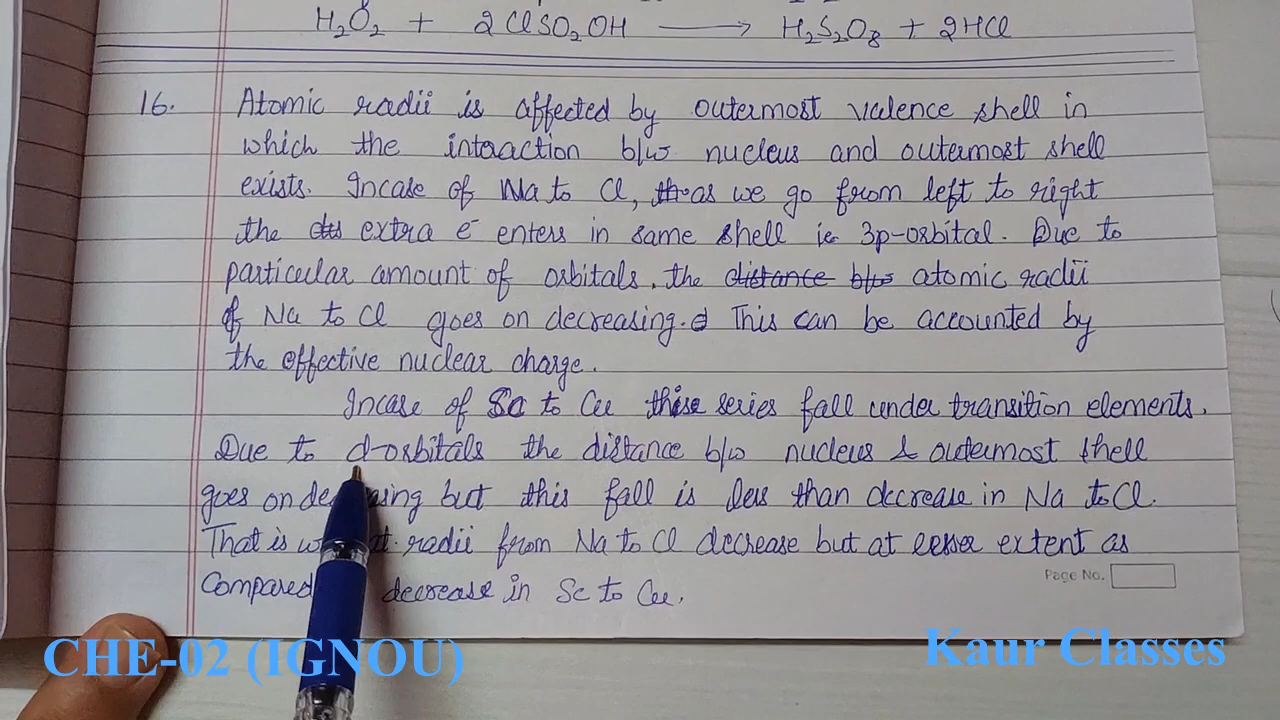 H₂O₂ + 2ClSO₂OH ⟶ H₂S₂O₈ + 2HCl
16. Atomic radii is affected by outermost valence shell in
which the interaction b/w nucleus and outermost shell
exists. Incase of Na to Cl, as we go from left to right
the extra e⁻ enters in same shell ie 3p-orbital. Due to
particular amount of orbitals, the distance b/w atomic radii
of Na to Cl goes on decreasing. This can be accounted by
the effective nuclear charge.
Incase of Sc to Cu these series fall under transition elements.
Due to d-orbitals the distance b/w nucleus & outermost shell
goes on but this fall is less than decrease in Na to Cl.
That is radii from Na to Cl decrease but at lesser extent as
Compared decrease in Sc to Cu.
Page No.
CHE-02 (IGNOU)
Kaur Classes